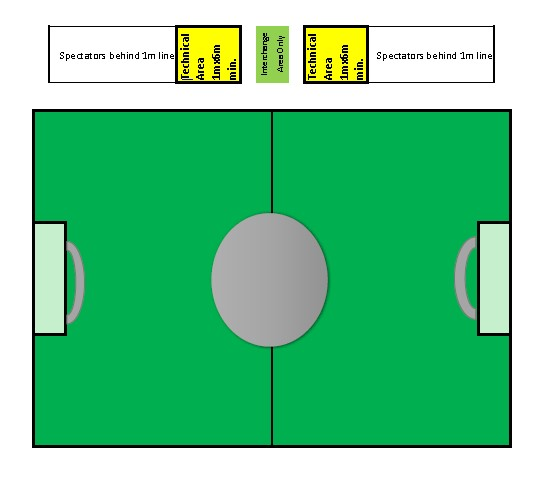 Spectators behind 1m line
Technical
Area
1mx6m
min.
Interchange
Area Only
Technical
Area
1mx6m
min.
Spectators behind 1m line